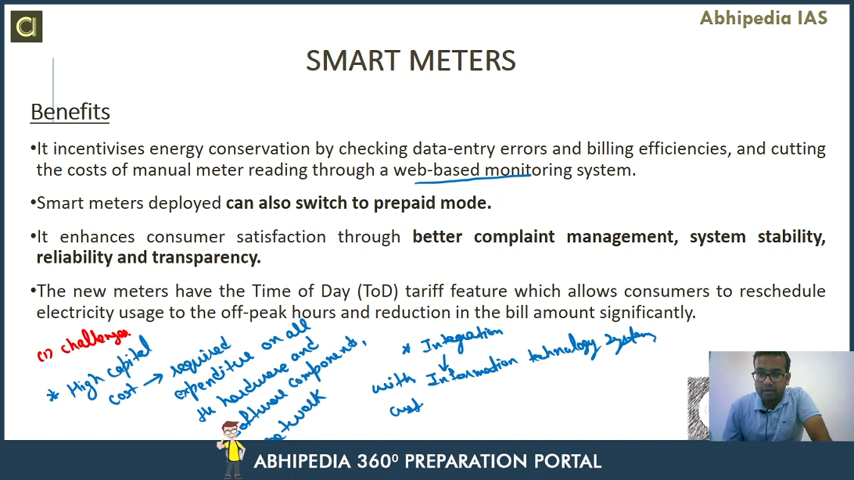 Abhipedia IAS
SMART METERS
Benefits
•It incentivises energy conservation by checking data-entry errors and billing efficiencies, and cutting
the costs of manual meter reading through a web-based monitoring system.
•Smart meters deployed can also switch to prepaid mode.
•It enhances consumer satisfaction through better complaint management, system stability,
reliability and transparency.
•The new meters have the Time of Day (ToD) tariff feature which allows consumers to reschedule
electricity usage to the off-peak hours and reduction in the bill amount significantly.
(1) challenges
* High capital
cost → required
expenditure on all
the hardware and
software components,
network
* Integration
with Information technology systems
cust
ABHIPEDIA 360⁰ PREPARATION PORTAL